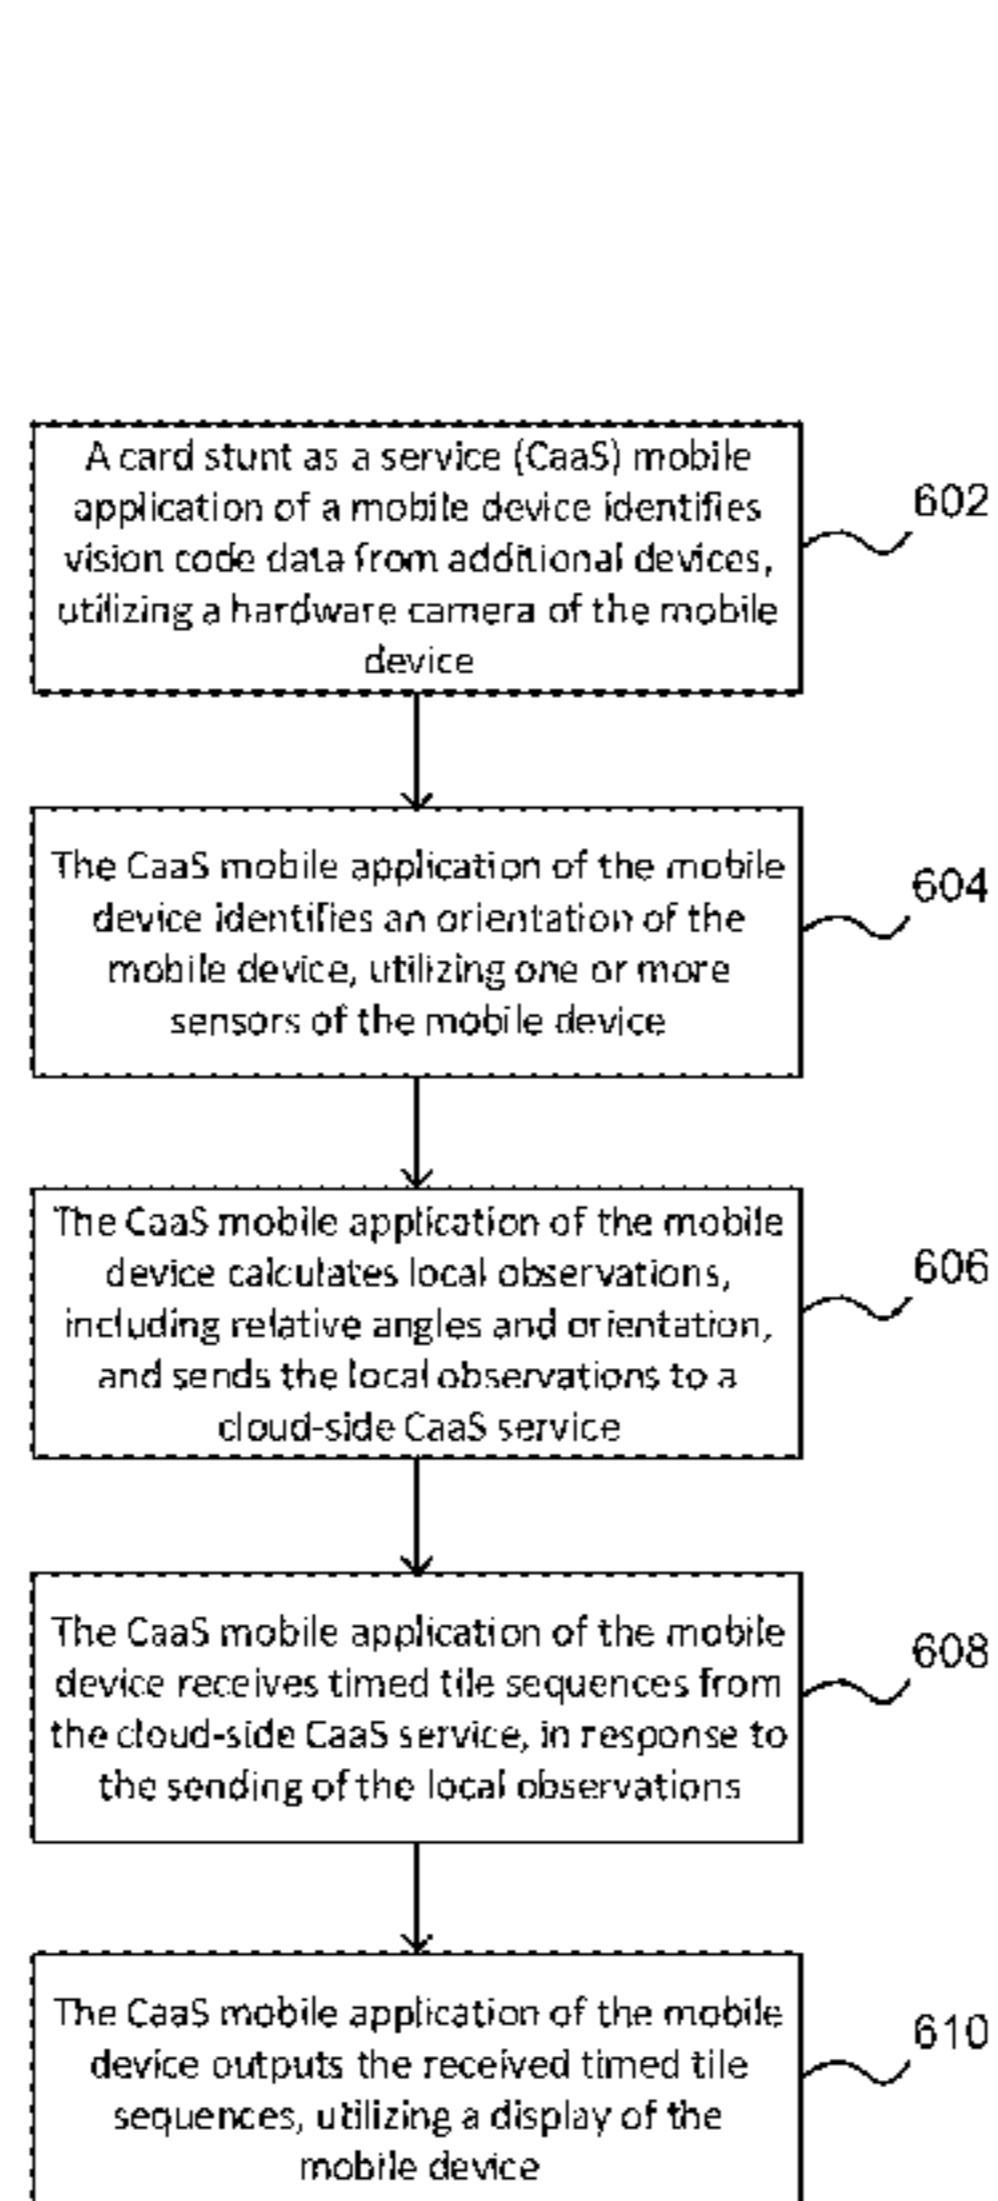 A card stunt as a service (CaaS) mobile
application of a mobile device identifies
vision code data from additional devices,
utilizing a hardware camera of the mobile
device
602
The CaaS mobile application of the mobile
device identifies an orientation of the
mobile device, utilizing one or more
sensors of the mobile device
604
The CaaS mobile application of the mobile
device calculates local observations,
including relative angles and orientation,
and sends the local observations to a
cloud-side CaaS service
606
The CaaS mobile application of the mobile
device receives timed tile sequences from
the cloud-side CaaS service, in response to
the sending of the local observations
608
The CaaS mobile application of the mobile
device outputs the received timed tile
sequences, utilizing a display of the
mobile device
610